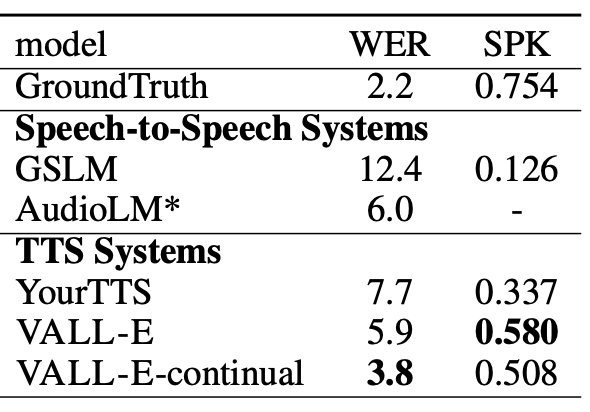 model WER SPK
GroundTruth 2.2 0.754
Speech-to-Speech Systems
GSLM 12.4 0.126
AudioLM* 6.0 -
TTS Systems
YourTTS 7.7 0.337
VALL-E 5.9 0.580
VALL-E-continual 3.8 0.508